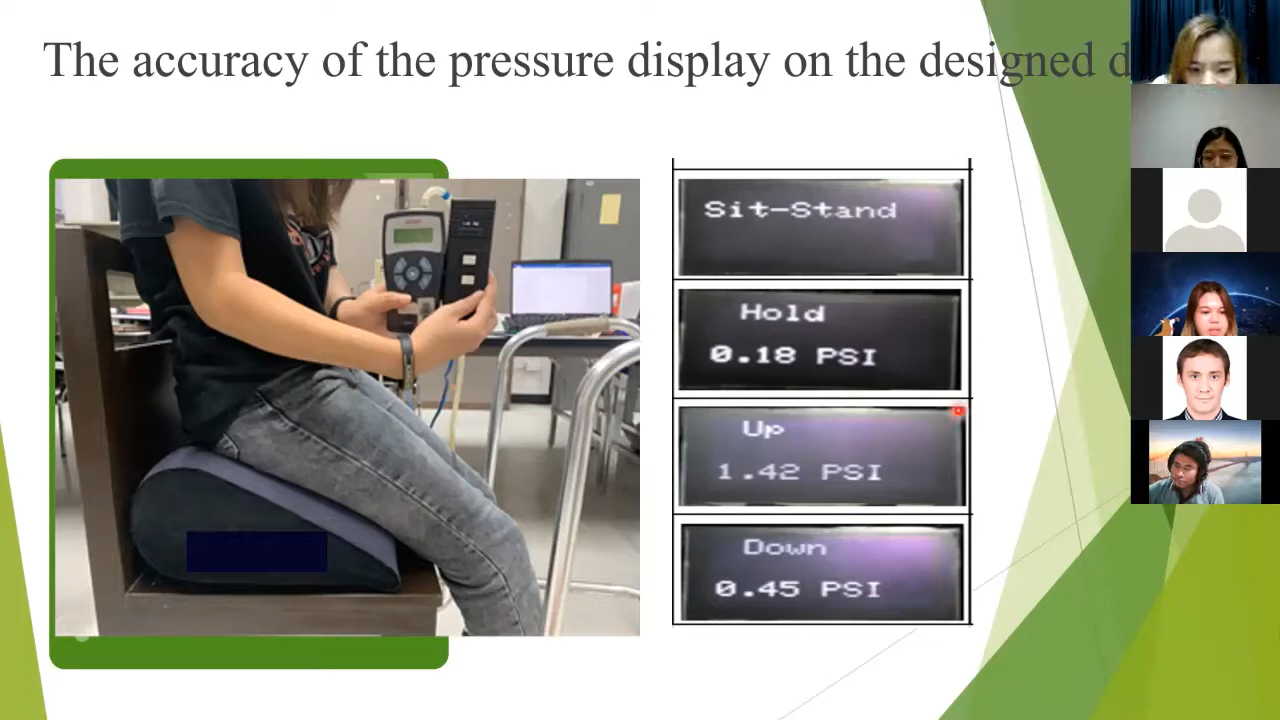 The accuracy of the pressure display on the designed d
Sit-Stand
Hold
0.18 PSI
Up
1.42 PSI
Down
0.45 PSI